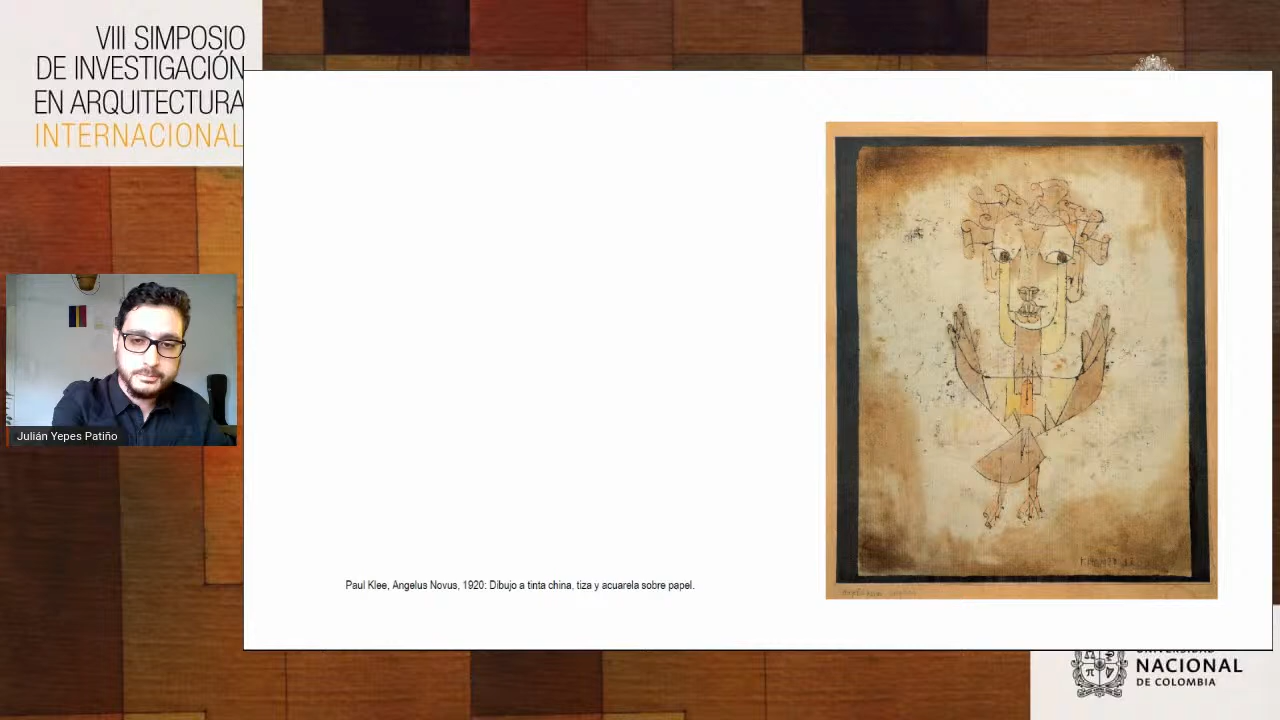 VIII SIMPOSIO
DE INVESTIGACIÓN
EN ARQUITECTURA
INTERNACIONAL
Julián Yepes Patiño
Paul Klee, Angelus Novus, 1920: Dibujo a tinta china, tiza y acuarela sobre papel.
UNIVERSIDAD
NACIONAL
DE COLOMBIA